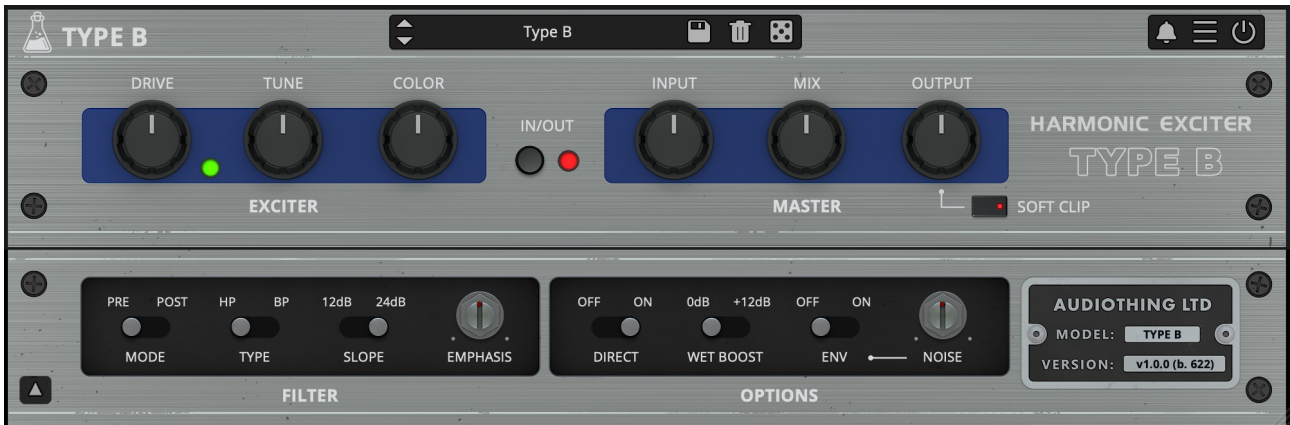 TYPE B
Type B
DRIVE TUNE COLOR
INPUT MIX OUTPUT
IN/OUT
HARMONIC EXCITER
TYPE B
EXCITER
MASTER
SOFT CLIP
PRE POST HP BP 12dB 24dB
MODE TYPE SLOPE EMPHASIS
FILTER
OFF ON 0dB +12dB OFF ON
DIRECT WET BOOST ENV NOISE
OPTIONS
AUDIOTHING LTD
MODEL: TYPE B
VERSION: v1.0.0 (b. 622)